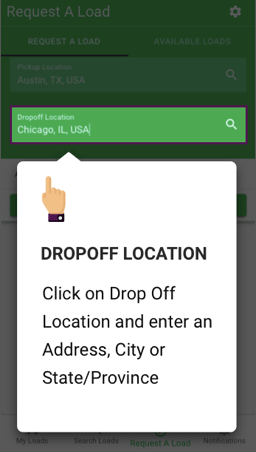 Request A Load
REQUEST A LOAD
AVAILABLE LOADS
Pickup Location
Austin, TX, USA
Dropoff Location
Chicago, IL, USA
DROPOFF LOCATION
Click on Drop Off
Location and enter an
Address, City or
State/Province
My Loads
Search Loads
Request A Load
Notifications